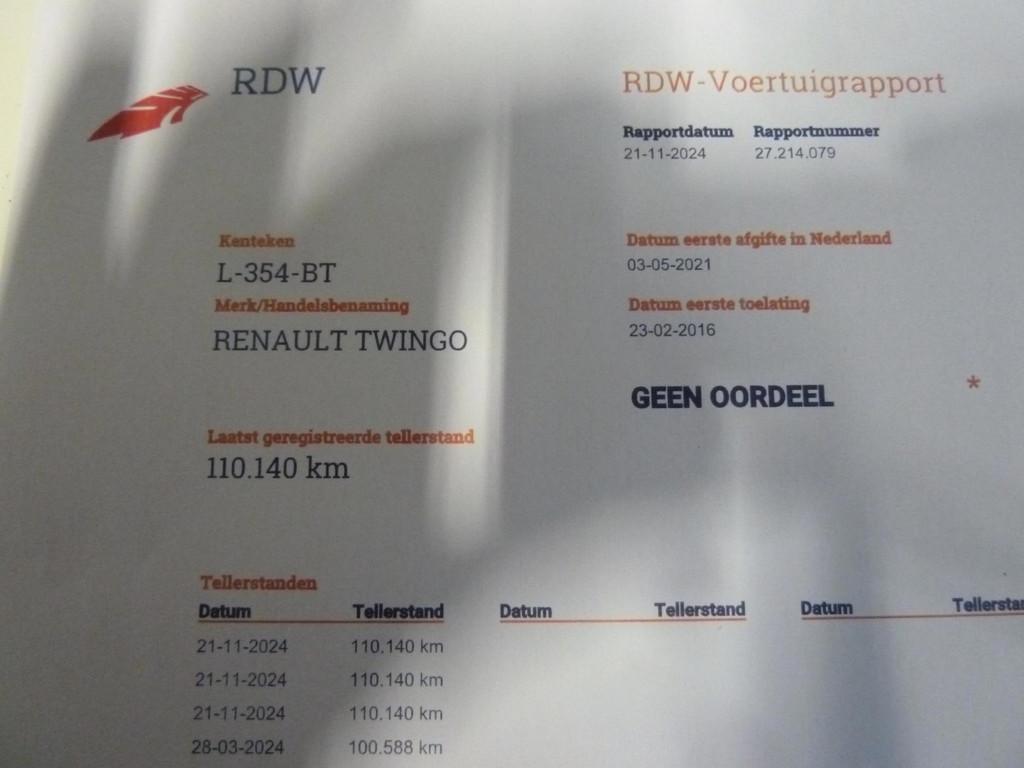 RDW
RDW-Voertuigrapport
Rapportdatum Rapportnummer
21-11-2024 27.214.079
Kenteken
L-354-BT
Merk/Handelsbenaming
RENAULT TWINGO
Datum eerste afgifte in Nederland
03-05-2021
Datum eerste toelating
23-02-2016
GEEN OORDEEL *
Laatst geregistreerde tellerstand
110.140 km
Tellerstanden
Datum Tellerstand Datum Tellerstand Datum Tellersta
21-11-2024 110.140 km
21-11-2024 110.140 km
21-11-2024 110.140 km
28-03-2024 100.588 km